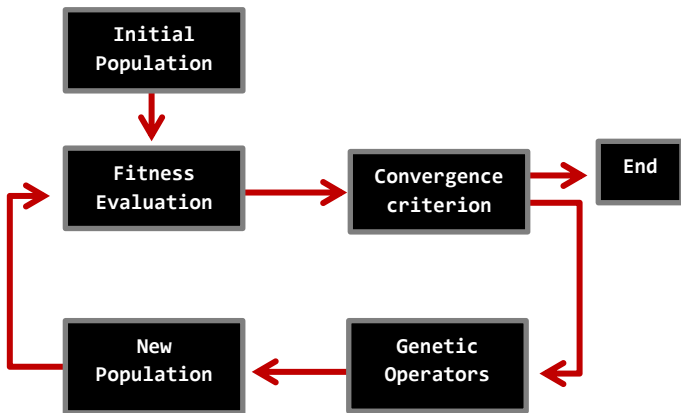 Initial
Population
Fitness
Evaluation
Convergence
criterion
End
New
Population
Genetic
Operators